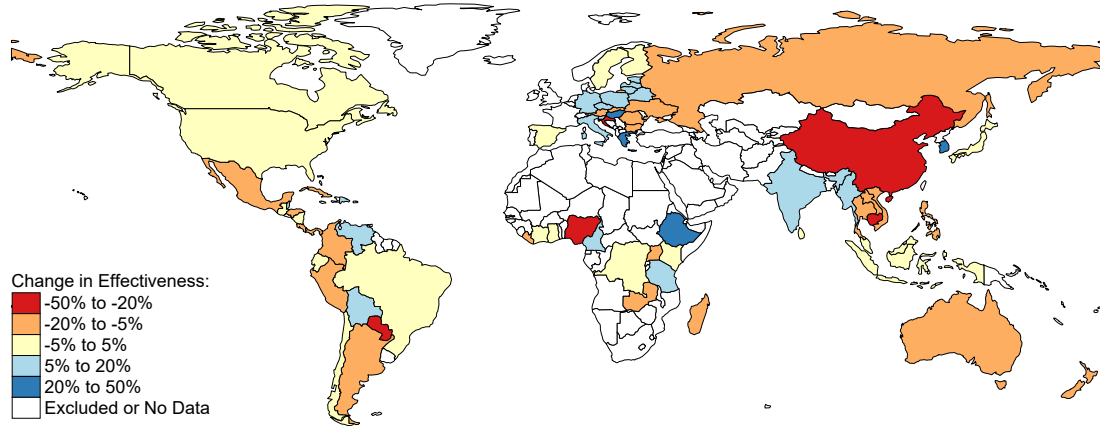 Change in Effectiveness:
-50% to -20%
-20% to -5%
-5% to 5%
5% to 20%
20% to 50%
Excluded or No Data